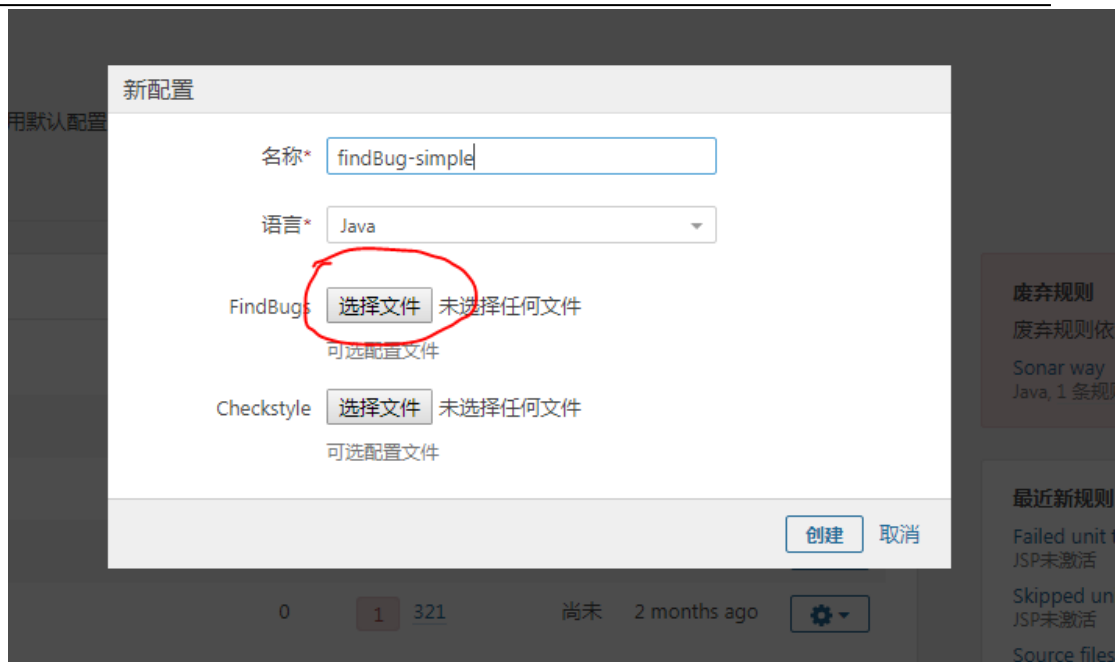 新配置
用默认配置
名称* findBug-simple
语言* Java
FindBugs 选择文件 未选择任何文件
可选配置文件
Checkstyle 选择文件 未选择任何文件
可选配置文件
创建 取消
0 1 321 尚未 2 months ago
废弃规则
废弃规则依
Sonar way
Java, 1 条规则
最近新规则
Failed unit t
JSP未激活
Skipped un
JSP未激活
Source files